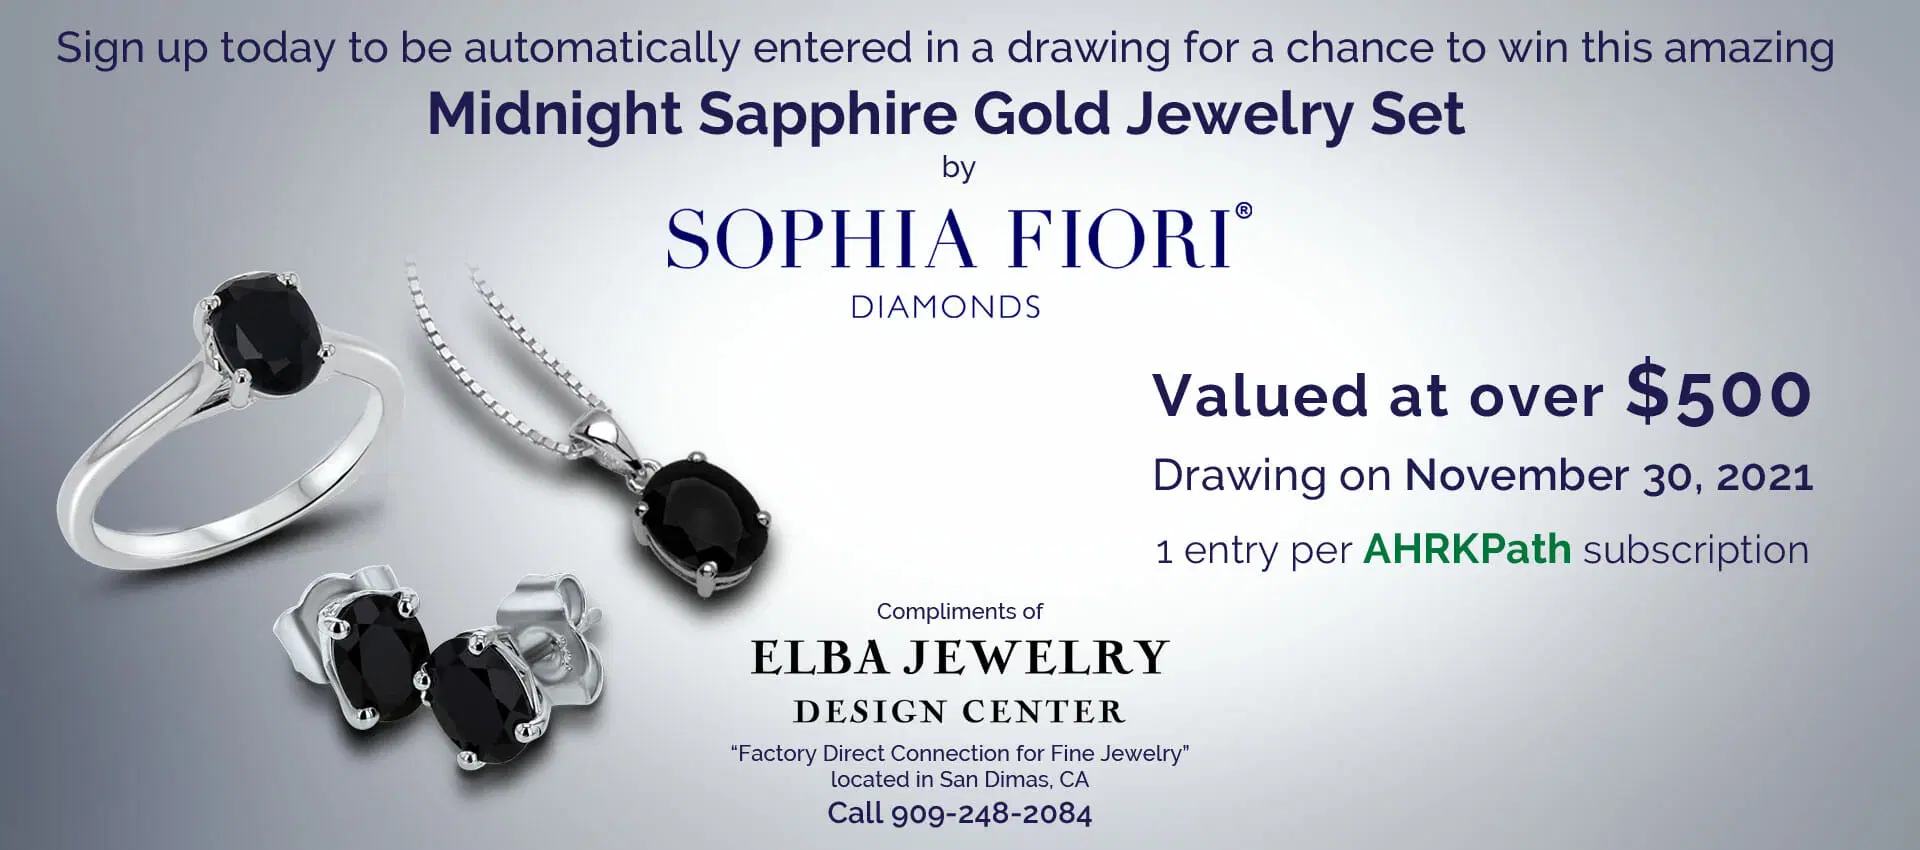 Sign up today to be automatically entered in a drawing for a chance to win this amazing
Midnight Sapphire Gold Jewelry Set
by
SOPHIA FIORI®
DIAMONDS
Valued at over $500
Drawing on November 30, 2021
1 entry per AHRKPath subscription
Compliments of
ELBA JEWELRY
DESIGN CENTER
“Factory Direct Connection for Fine Jewelry”
located in San Dimas, CA
Call 909-248-2084